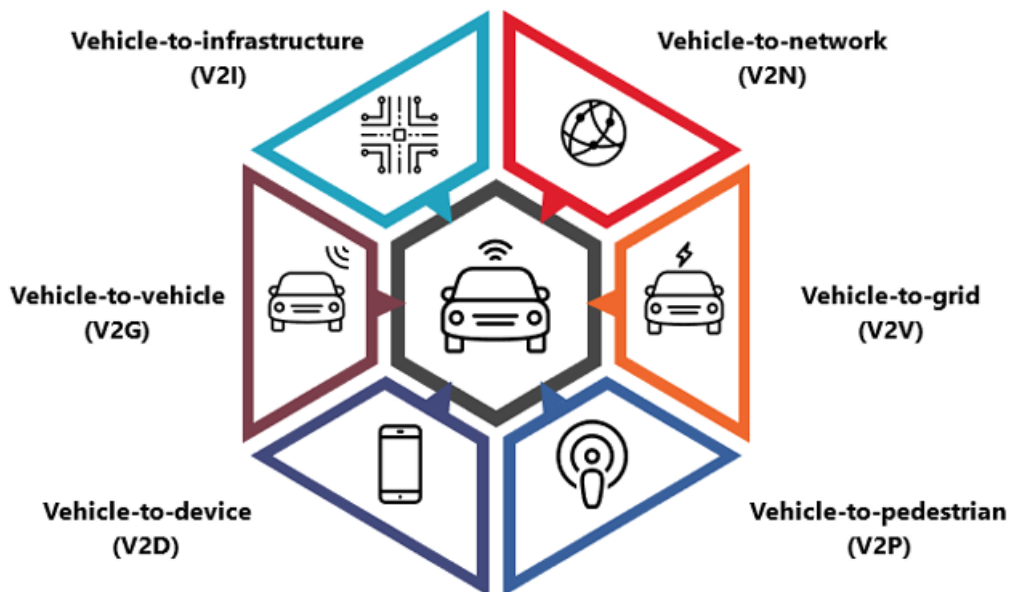 Vehicle-to-infrastructure
(V2I)
Vehicle-to-network
(V2N)
Vehicle-to-vehicle
(V2G)
Vehicle-to-grid
(V2V)
Vehicle-to-device
(V2D)
Vehicle-to-pedestrian
(V2P)